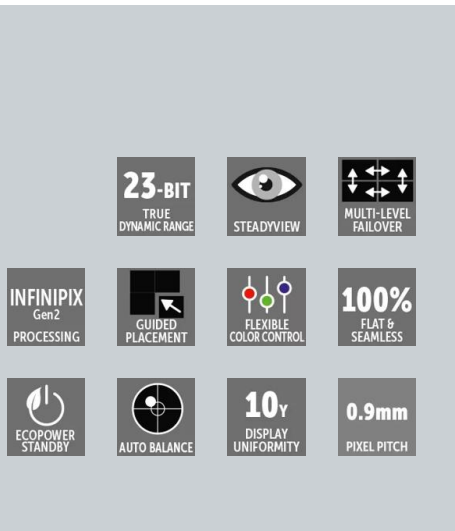 23-BIT
TRUE
DYNAMIC RANGE
STEADYVIEW
MULTI-LEVEL
FAILOVER
INFINIPIX
Gen2
PROCESSING
GUIDED
PLACEMENT
FLEXIBLE
COLOR CONTROL
100%
FLAT &
SEAMLESS
ECOPOWER
STANDBY
AUTO BALANCE
10Y
DISPLAY
UNIFORMITY
0.9mm
PIXEL PITCH